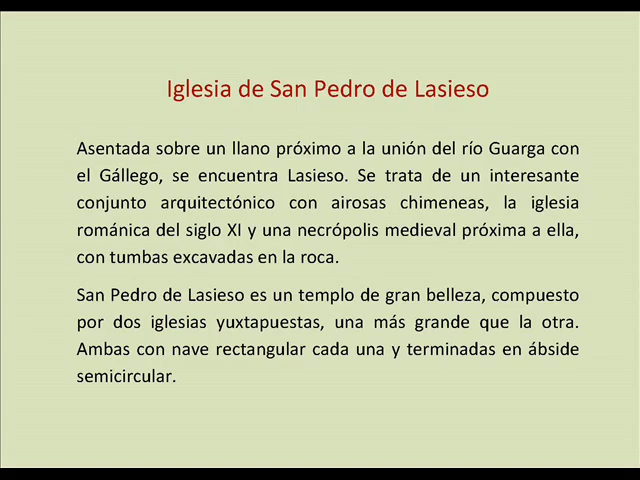 Iglesia de San Pedro de Lasieso
Asentada sobre un llano próximo a la unión del río Guarga con
el Gállego, se encuentra Lasieso. Se trata de un interesante
conjunto arquitectónico con airosas chimeneas, la iglesia
románica del siglo XI y una necrópolis medieval próxima a ella,
con tumbas excavadas en la roca.
San Pedro de Lasieso es un templo de gran belleza, compuesto
por dos iglesias yuxtapuestas, una más grande que la otra.
Ambas con nave rectangular cada una y terminadas en ábside
semicircular.